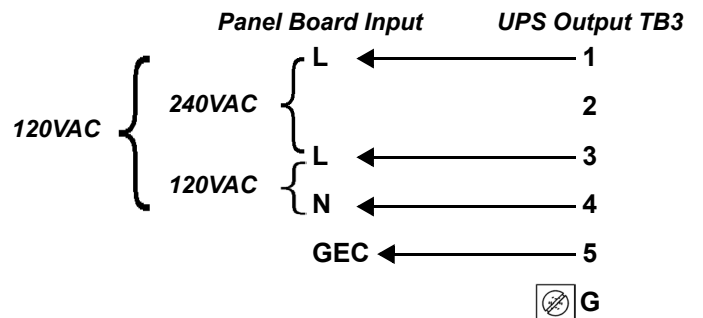 Panel Board Input UPS Output TB3
L 1
240VAC 2
120VAC
L 3
120VAC
N 4
GEC 5
G